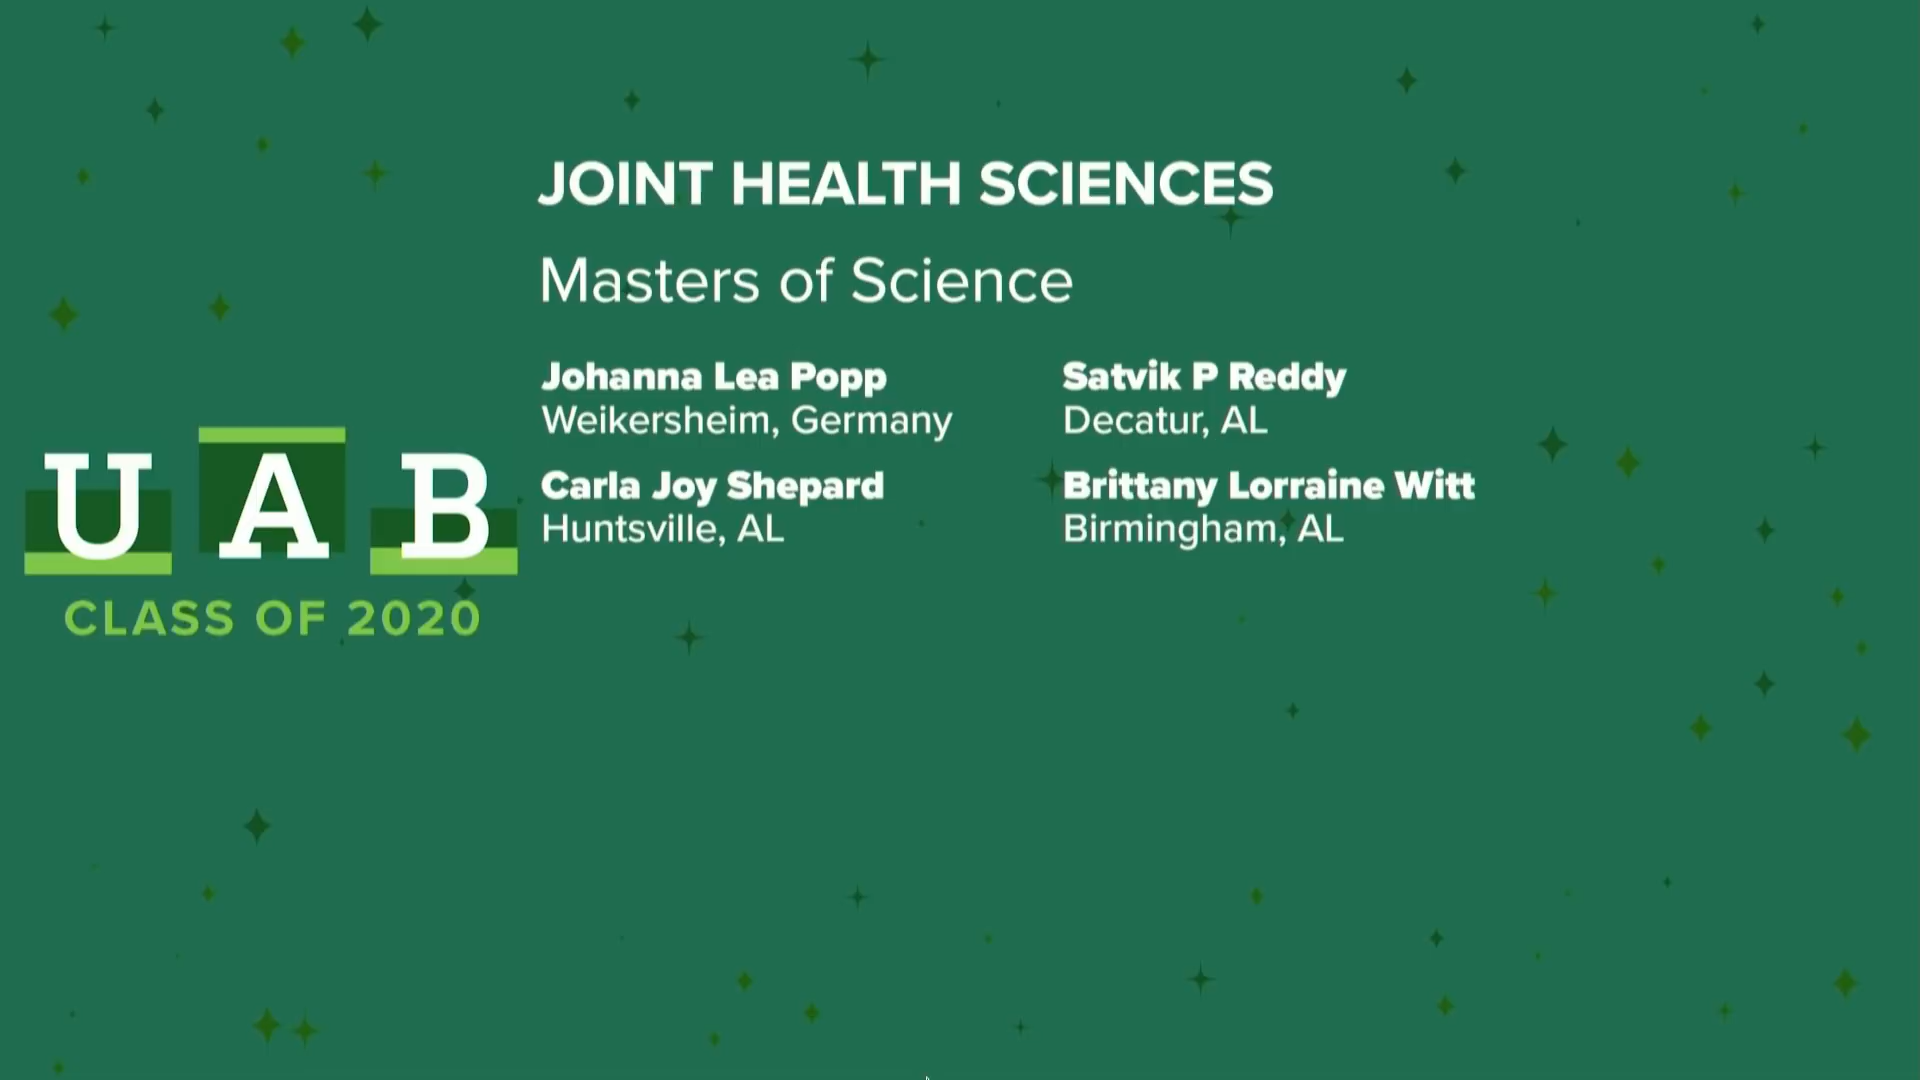 JOINT HEALTH SCIENCES
Masters of Science
Johanna Lea Popp
Weikersheim, Germany
Satvik P Reddy
Decatur, AL
Carla Joy Shepard
Huntsville, AL
Brittany Lorraine Witt
Birmingham, AL
UAB
CLASS OF 2020